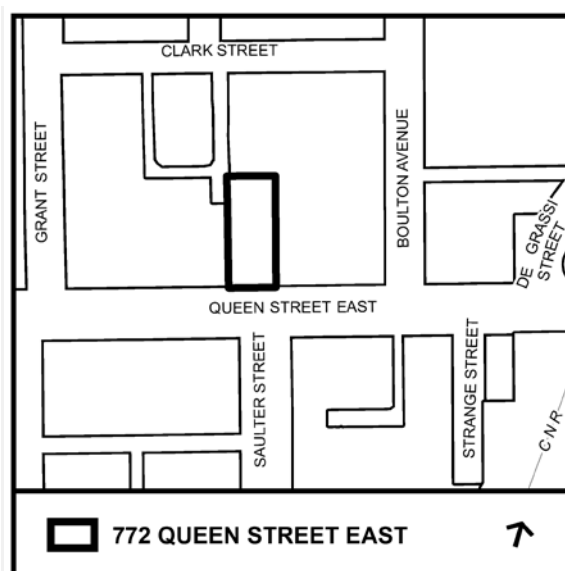 CLARK STREET
GRANT STREET
BOULTON AVENUE
DE GRASSI
STREET
QUEEN STREET EAST
SAULTER STREET
STRANGE STREET
CNR
772 QUEEN STREET EAST